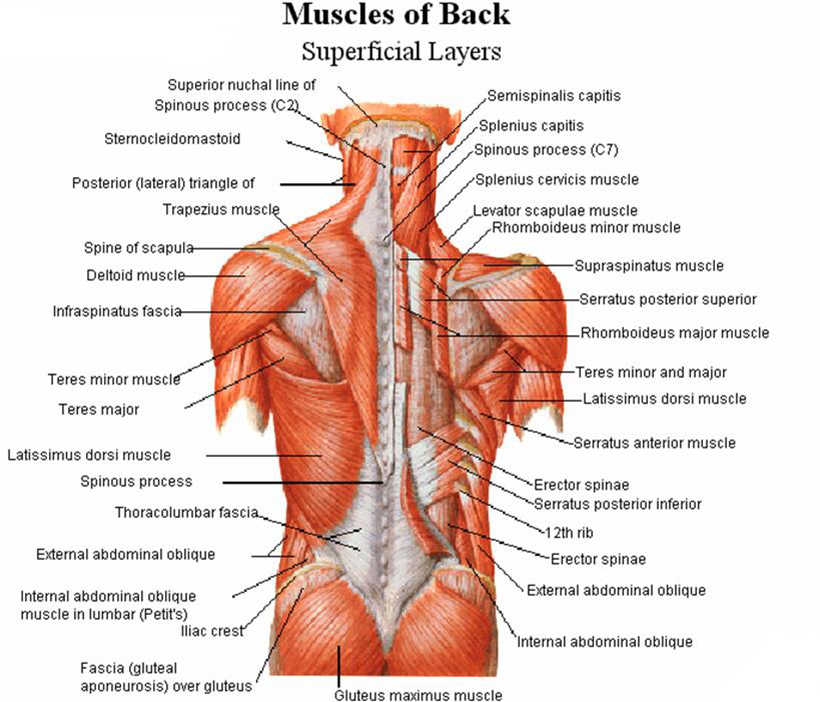 Muscles of Back
Superficial Layers
Superior nuchal line of
Spinous process (C2)
Sternocleidomastoid
Posterior (lateral) triangle of
Trapezius muscle
Spine of scapula
Deltoid muscle
Infraspinatus fascia
Teres minor muscle
Teres major
Latissimus dorsi muscle
Spinous process
Thoracolumbar fascia
External abdominal oblique
Internal abdominal oblique
muscle in lumbar (Petit's)
Iliac crest
Fascia (gluteal
aponeurosis) over gluteus
Gluteus maximus muscle
Semispinalis capitis
Splenius capitis
Spinous process (C7)
Splenius cervicis muscle
Levator scapulae muscle
Rhomboideus minor muscle
Supraspinatus muscle
Serratus posterior superior
Rhomboideus major muscle
Teres minor and major
Latissimus dorsi muscle
Serratus anterior muscle
Erector spinae
Serratus posterior inferior
12th rib
Erector spinae
External abdominal oblique
Internal abdominal oblique